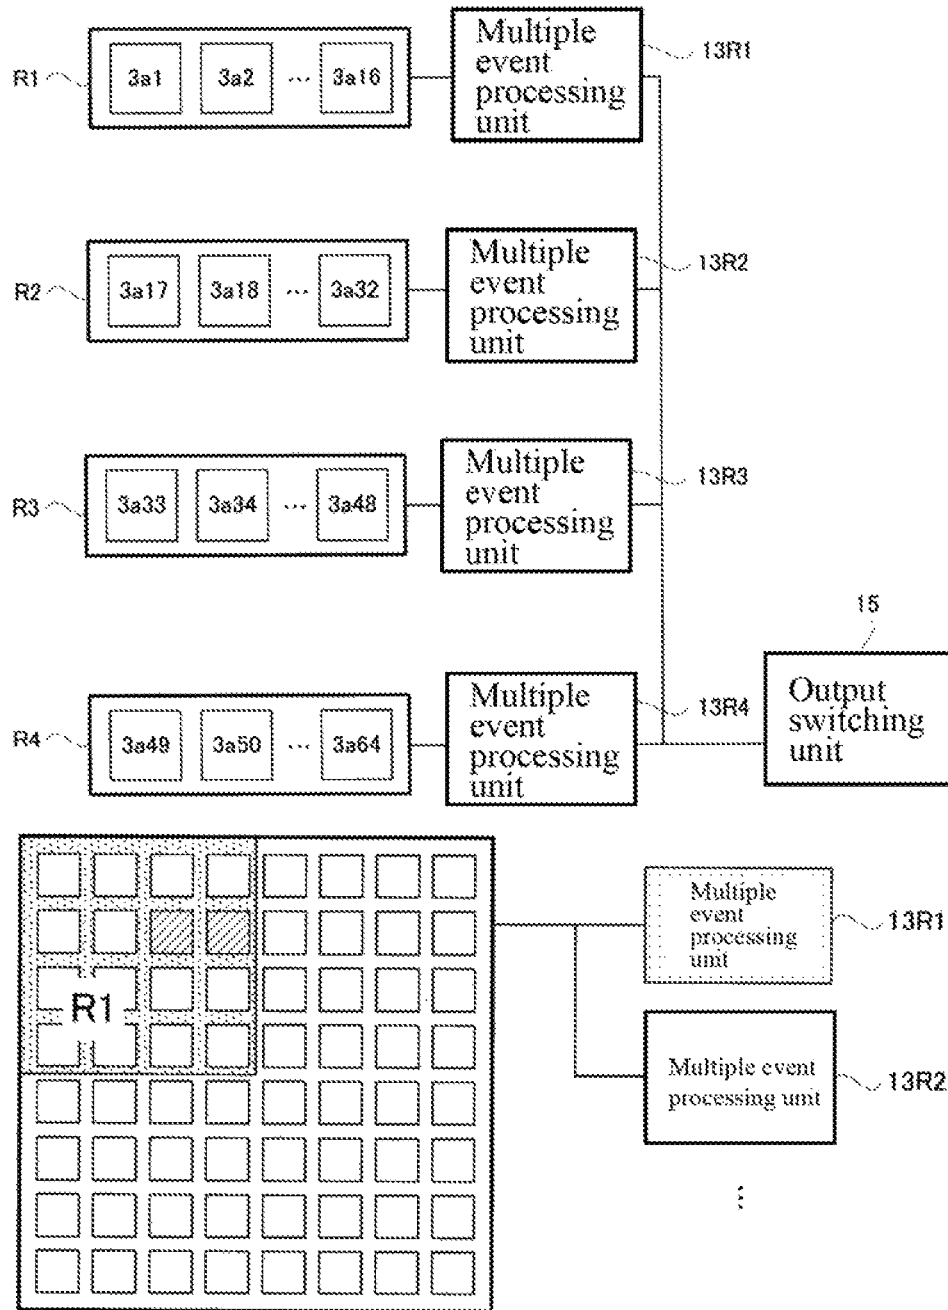 R1
3a1 3a2 ... 3a16
Multiple
event
processing
unit
13R1
R2
3a17 3a18 ... 3a32
Multiple
event
processing
unit
13R2
R3
3a33 3a34 ... 3a48
Multiple
event
processing
unit
13R3
R4
3a49 3a50 ... 3a64
Multiple
event
processing
unit
13R4
15
Output
switching
unit
R1
Multiple
event
processing
unit
13R1
Multiple event
processing unit
13R2
⋮